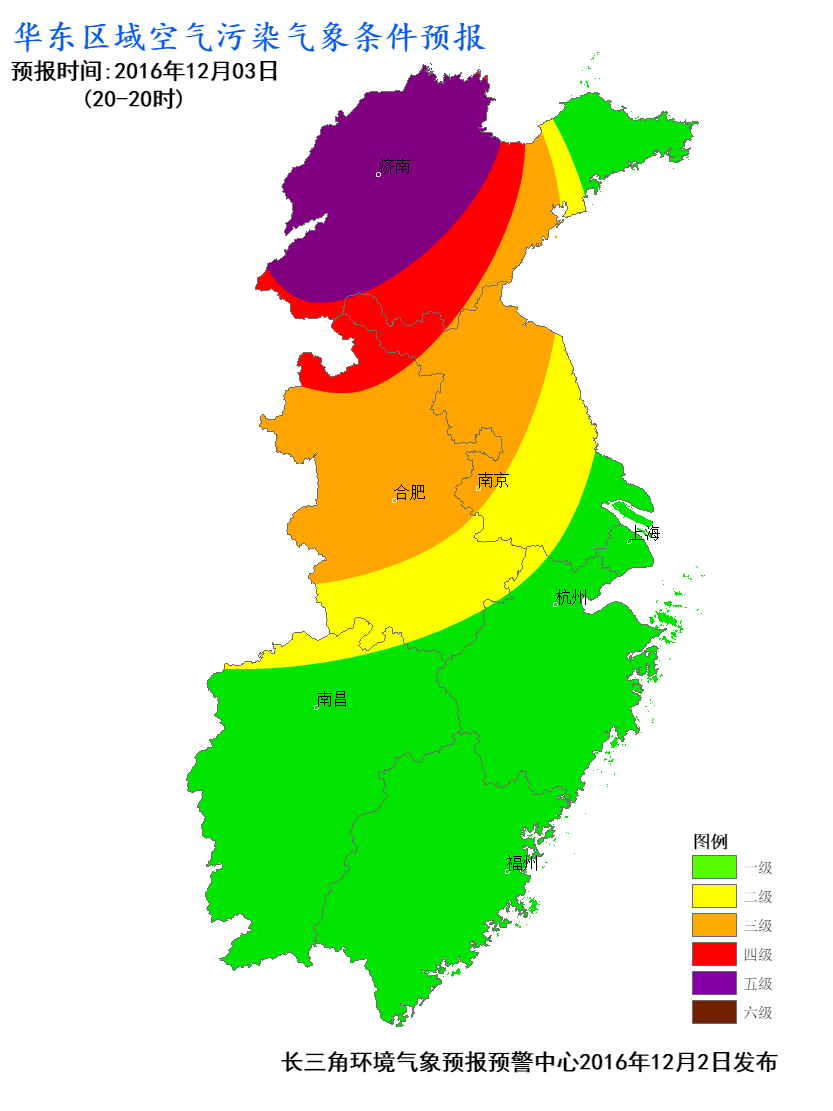 华东区域空气污染气象条件预报
预报时间:2016年12月03日
(20-20时)
济南
合肥
南京
上海
杭州
南昌
福州
图例
一级
二级
三级
四级
五级
六级
长三角环境气象预报预警中心2016年12月2日发布